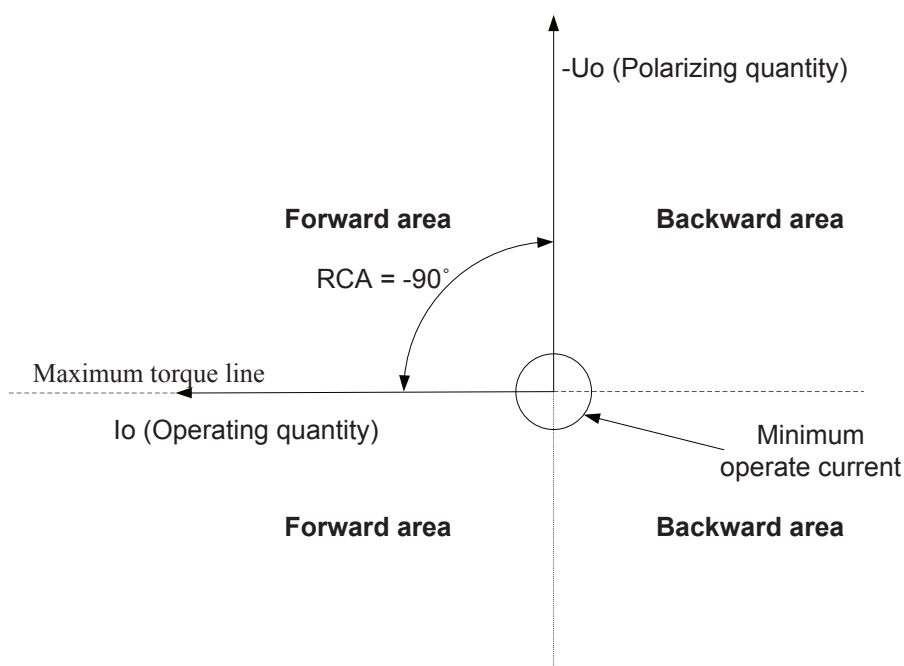 -Uo (Polarizing quantity)
Forward area
Backward area
RCA = -90˚
Maximum torque line
Io (Operating quantity)
Minimum
operate current
Forward area
Backward area